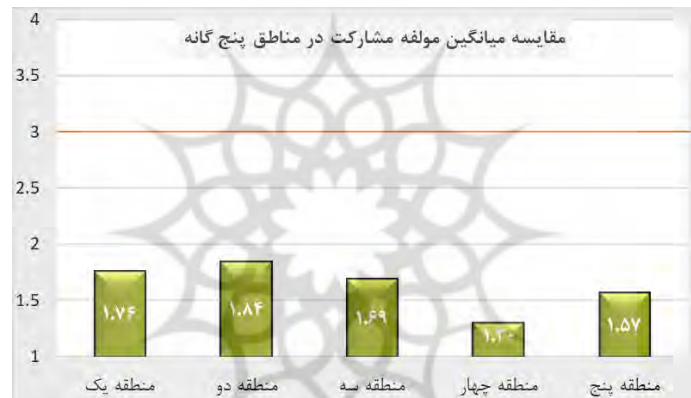 مقایسه میانگین مولفه مشارکت در مناطق پنج گانه
4
3.5
3
2.5
2
1.5
1
۱.۷۶
۱.۸۴
۱.۶۹
۱.۳۰
۱.۵۷
منطقه یک
منطقه دو
منطقه سه
منطقه چهار
منطقه پنج